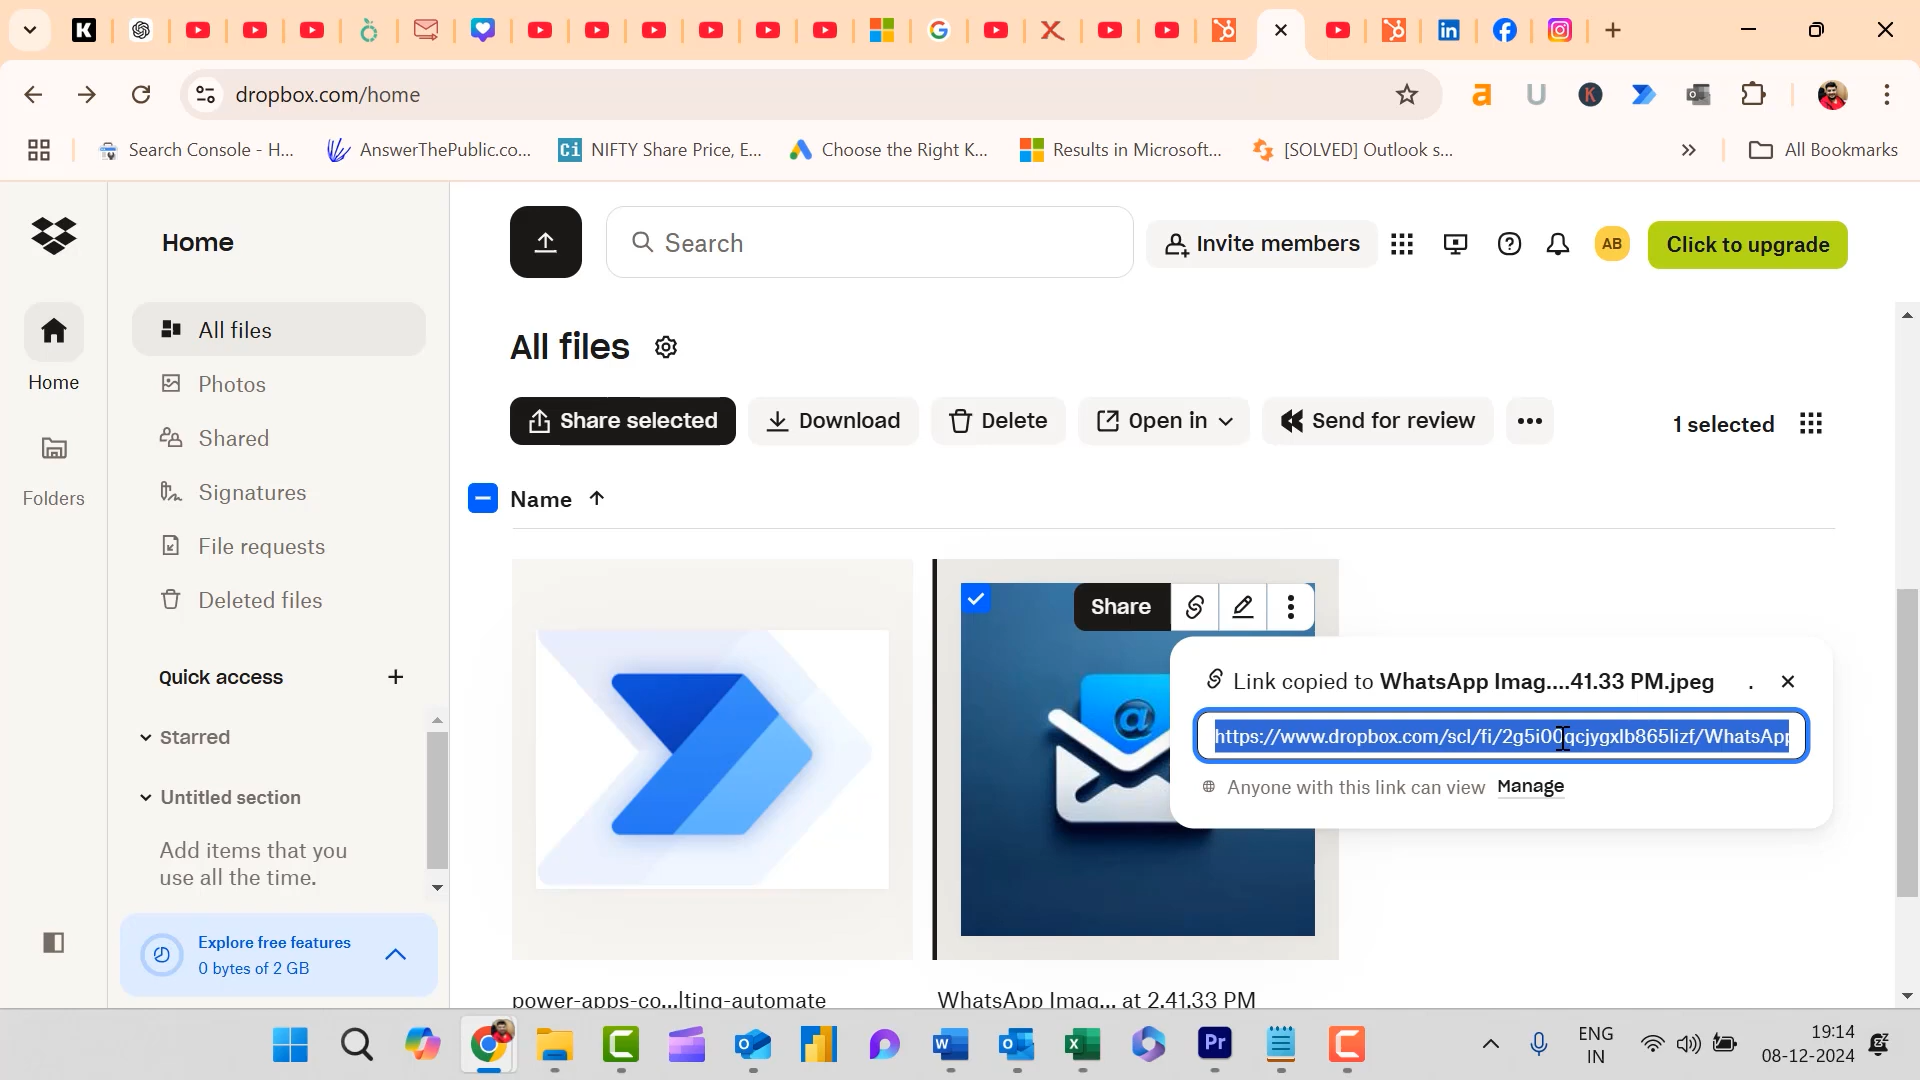 dropbox.com/home
Search Console - H...
AnswerThePublic.co...
Ci
NIFTY Share Price, E...
Choose the Right K...
Results in Microsoft...
[SOLVED] Outlook s...
All Bookmarks
Home
Search
Invite members
AB
Click to upgrade
Home
Folders
All files
Photos
Shared
Signatures
File requests
Deleted files
Quick access
Starred
Untitled section
Add items that you
use all the time.
Explore free features
0 bytes of 2 GB
All files
Share selected
Download
Delete
Open in
Send for review
1 selected
Name
Share
Link copied to WhatsApp Imag....41.33 PM.jpeg .
https://www.dropbox.com/scl/fi/2g5i00qcjygxlb865lizf/WhatsApp
Anyone with this link can view Manage
power-apps-co...lting-automate
WhatsApp Imag... at 2.41.33 PM
ENG
IN
19:14
08-12-2024